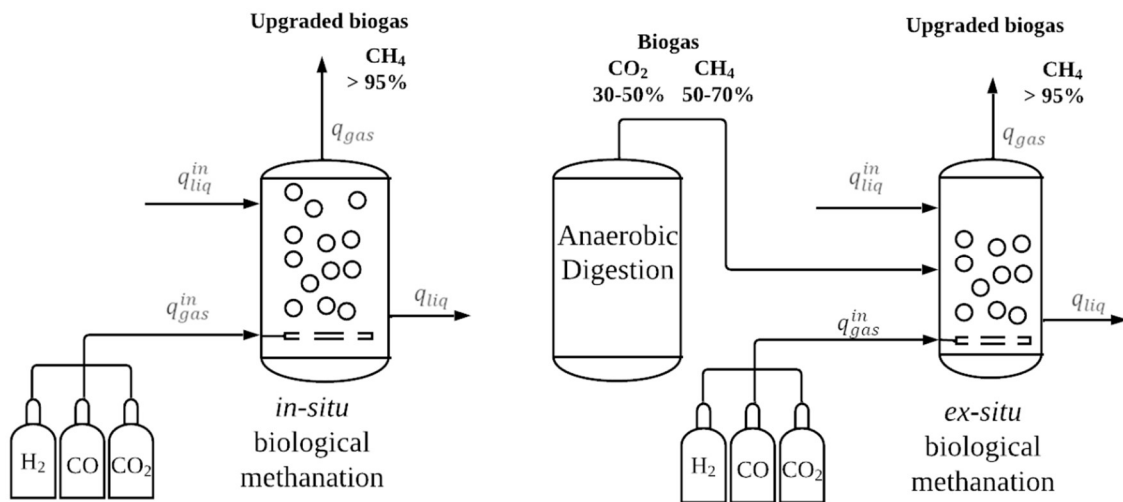 Upgraded biogas
CH₄
> 95%
q_gas
q_liq^in
q_gas^in
q_liq
H₂ CO CO₂
in-situ
biological
methanation
Biogas
CO₂ CH₄
30-50% 50-70%
Anaerobic
Digestion
Upgraded biogas
CH₄
> 95%
q_gas
q_liq^in
q_gas^in
q_liq
H₂ CO CO₂
ex-situ
biological
methanation